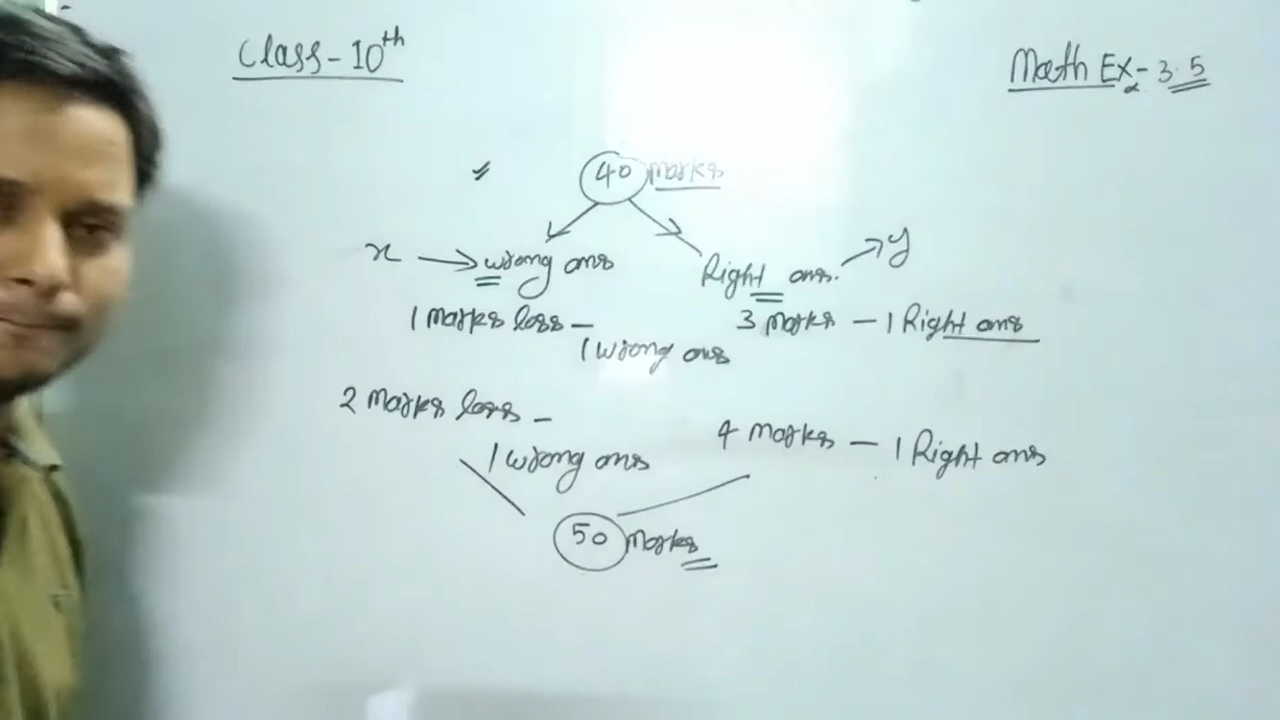 Class-10th
Math Ex-3.5
40 marks
x → wrong ans
Right ans. → y
1 marks loss -
1 wrong ans
3 marks - 1 Right ans
2 marks loss -
1 wrong ans
4 marks - 1 Right ans
50 marks